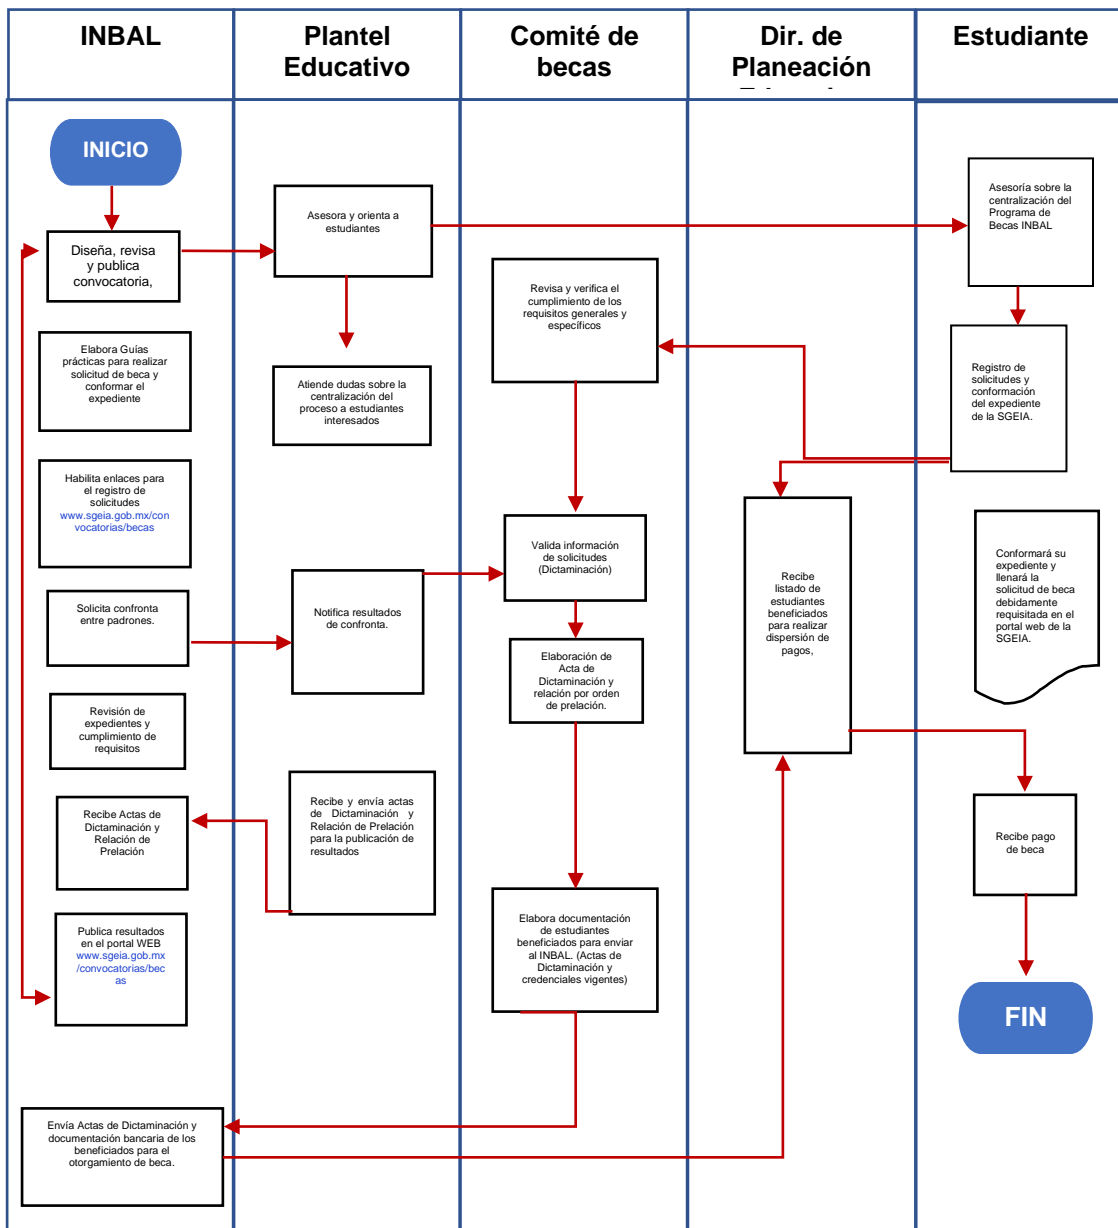 INBAL
Plantel
Educativo
Comité de
becas
Dir. de
Planeación
Estudiante
INICIO
Diseña, revisa
y publica
convocatoria,
Elabora Guías
prácticas para realizar
solicitud de beca y
conformar el
expediente
Habilita enlaces para
el registro de
solicitudes
www.sgeia.gob.mx/con
vocatorias/becas
Solicita confronta
entre padrones.
Revisión de
expedientes y
cumplimiento de
requisitos
Recibe Actas de
Dictaminación y
Relación de
Prelación
Publica resultados
en el portal WEB
www.sgeia.gob.mx
/convocatorias/bec
as
Envía Actas de Dictaminación y
documentación bancaria de los
beneficiados para el
otorgamiento de beca.
Asesora y orienta a
estudiantes
Atiende dudas sobre la
centralización del
proceso a estudiantes
interesados
Notifica resultados
de confronta.
Recibe y envía actas
de Dictaminación y
Relación de Prelación
para la publicación de
resultados
Revisa y verifica el
cumplimiento de los
requisitos generales y
específicos
Valida información
de solicitudes
(Dictaminación)
Elaboración de
Acta de
Dictaminación y
relación por orden
de prelación.
Elabora documentación
de estudiantes
beneficiados para enviar
al INBAL. (Actas de
Dictaminación y
credenciales vigentes)
Recibe
listado de
estudiantes
beneficiados
para realizar
dispersión de
pagos,
Asesoría sobre la
centralización del
Programa de
Becas INBAL
Registro de
solicitudes y
conformación
del expediente
de la SGEIA.
Conformará su
expediente y
llenará la
solicitud de beca
debidamente
requisitada en el
portal web de la
SGEIA.
Recibe pago
de beca
FIN